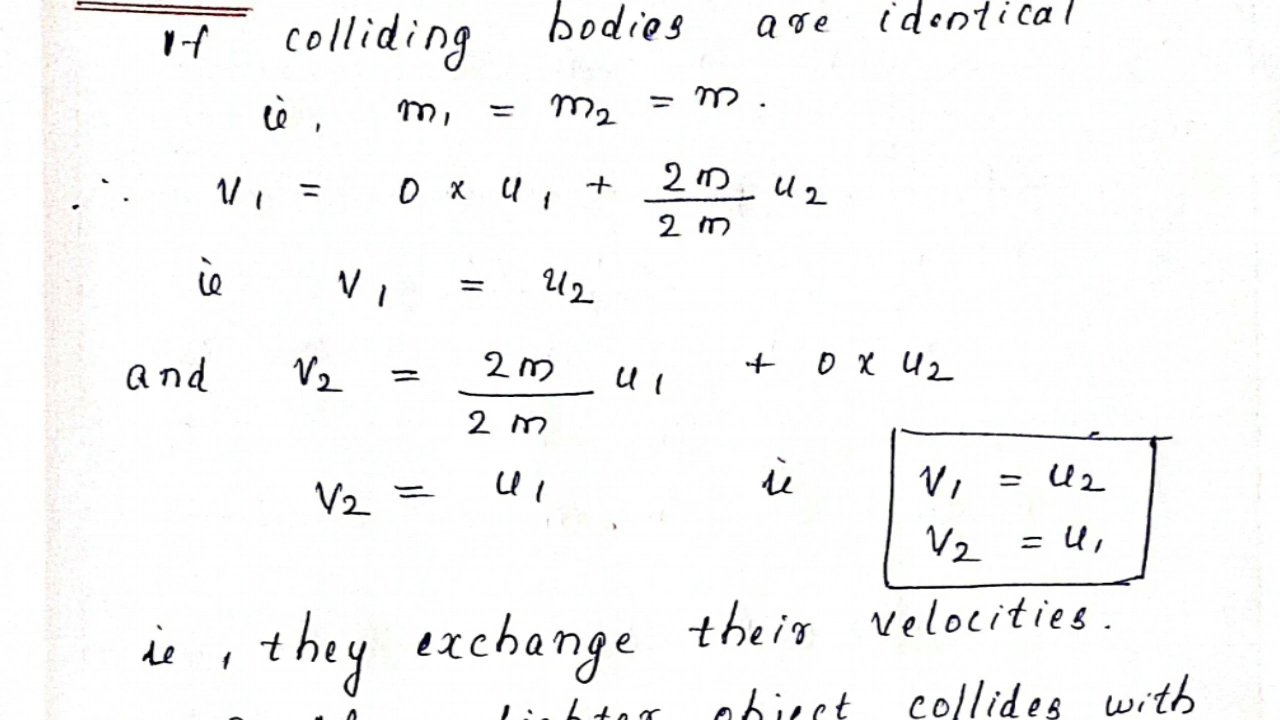 If colliding bodies are identical
ie, m₁ = m₂ = m.
∴ V₁ = 0 x u₁ + 2m/2m u₂
ie V₁ = u₂
and V₂ = 2m/2m u₁ + 0 x u₂
V₂ = u₁ ie V₁ = u₂
V₂ = u₁
ie, they exchange their velocities.
lighter object collides with